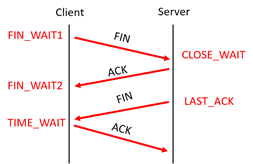 Client
Server
FIN_WAIT1
FIN
CLOSE_WAIT
ACK
FIN_WAIT2
FIN
LAST_ACK
TIME_WAIT
ACK